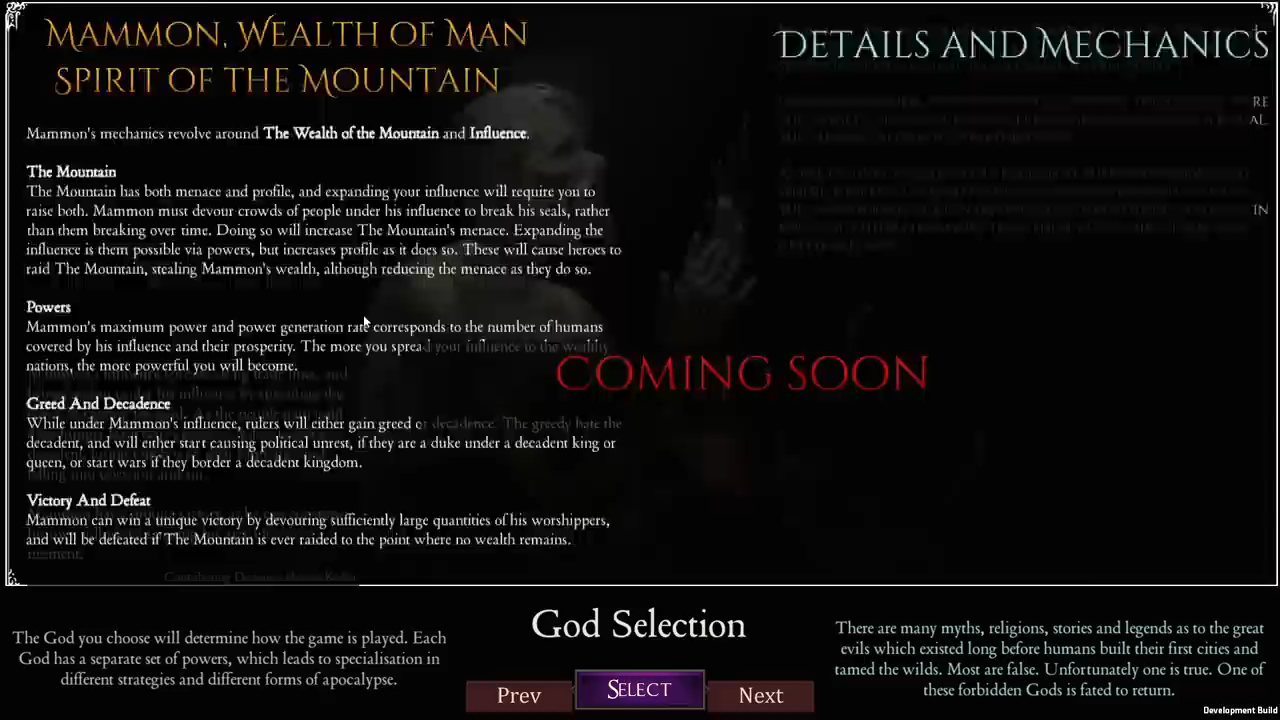 Mammon, Wealth of Man
Spirit of the Mountain
Mammon's mechanics revolve around The Wealth of the Mountain and Influence.
The Mountain
The Mountain has both menace and profile, and expanding your influence will require you to
raise both. Mammon must devour crowds of people under his influence to break his seals, rather
than them breaking over time. Doing so will increase The Mountain's menace. Expanding the
influence is them possible via powers, but increases profile as it does so. These will cause heroes to
raid The Mountain, stealing Mammon's wealth, although reducing the menace as they do so.
Powers
Mammon's maximum power and power generation rate corresponds to the number of humans
covered by his influence and their prosperity. The more you spread your influence to the wealthy
nations, the more powerful you will become.
Greed And Decadence
While under Mammon's influence, rulers will either gain greed or decadence. The greedy hate the
decadent, and will either start causing political unrest, if they are a duke under a decadent king or
queen, or start wars if they border a decadent kingdom.
Victory And Defeat
Mammon can win a unique victory by devouring sufficiently large quantities of his worshippers,
and will be defeated if The Mountain is ever raided to the point where no wealth remains.
moment.
Details and Mechanics
RE
AL
IN
Coming Soon
God Selection
The God you choose will determine how the game is played. Each
God has a separate set of powers, which leads to specialisation in
different strategies and different forms of apocalypse.
Prev
Select
Next
There are many myths, religions, stories and legends as to the great
evils which existed long before humans built their first cities and
tamed the wilds. Most are false. Unfortunately one is true. One of
these forbidden Gods is fated to return.
Development Build